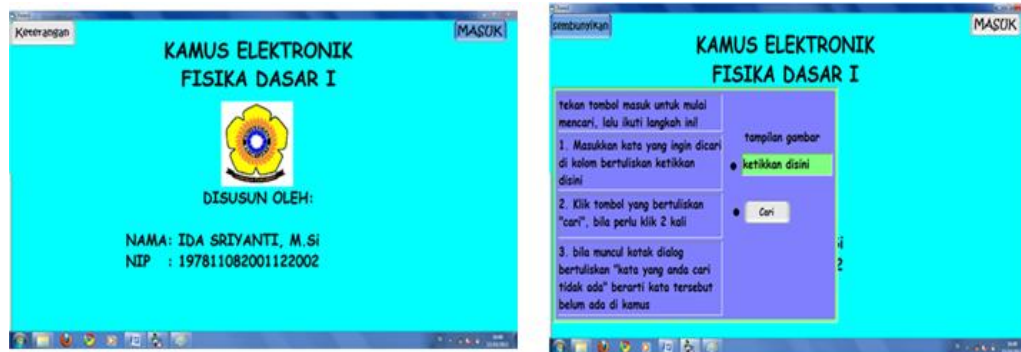 Keterangan
MASUK
KAMUS ELEKTRONIK
FISIKA DASAR I
DISUSUN OLEH:
NAMA: IDA SRIYANTI, M.Si
NIP : 197811082001122002
sembunyikan
MASUK
KAMUS ELEKTRONIK
FISIKA DASAR I
tekan tombol masuk untuk mulai
mencari, lalu ikuti langkah ini!
1. Masukkan kata yang ingin dicari
di kolom bertuliskan ketikkan
disini
2. Klik tombol yang bertuliskan
"cari", bila perlu klik 2 kali
3. bila muncul kotak dialog
bertuliskan "kata yang anda cari
tidak ada" berarti kata tersebut
belum ada di kamus
tampilan gambar
ketikkan disini
Cari